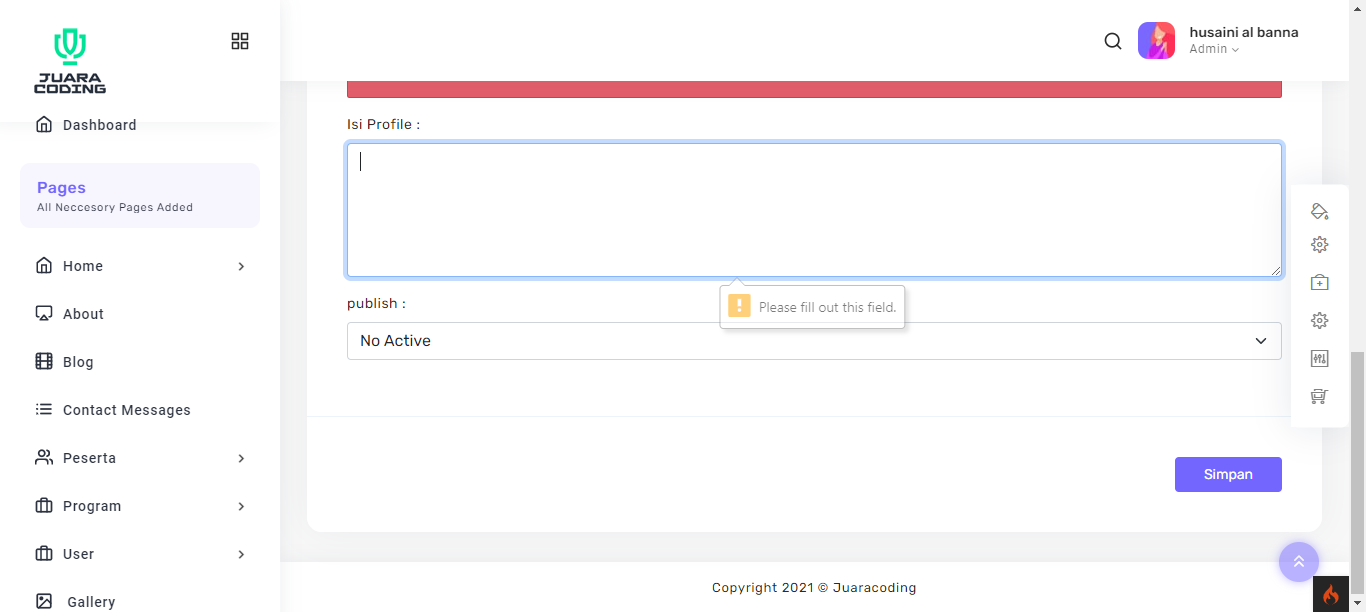 JUARA
CODING
husaini al banna
Admin
Dashboard
Pages
All Neccesory Pages Added
Home
About
Blog
Contact Messages
Peserta
Program
User
Gallery
Isi Profile :
Please fill out this field.
publish :
No Active
Simpan
Copyright 2021 © Juaracoding